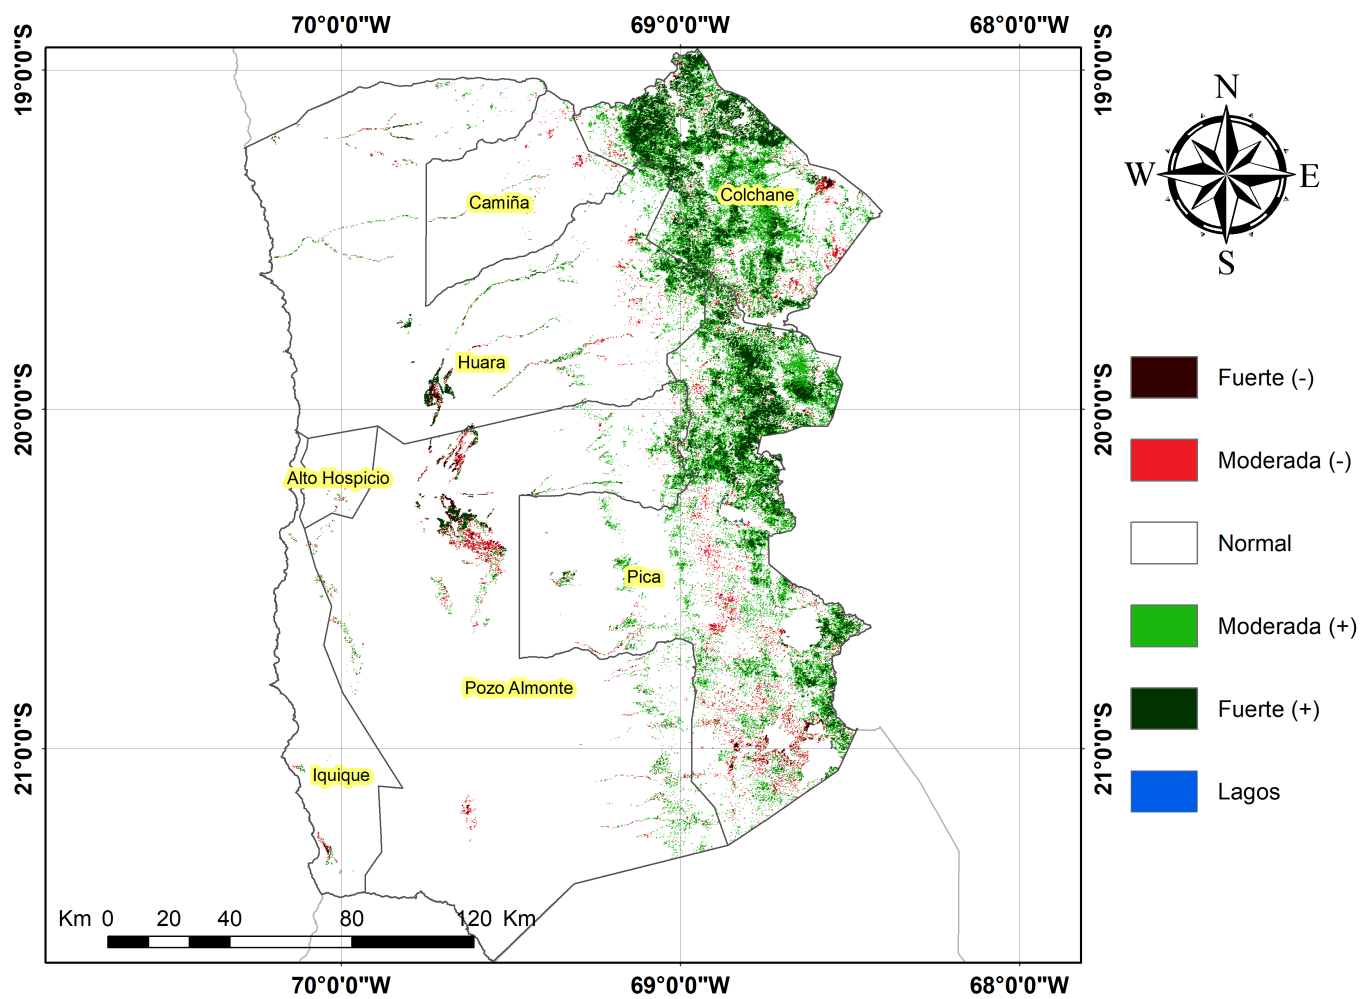 70°0'0"W 69°0'0"W 68°0'0"W
19°0'0"S 19°0'0"S
N
W E
S
Camiña
Colchane
Huara
20°0'0"S 20°0'0"S
Alto Hospicio
Pica
Pozo Almonte
Iquique
21°0'0"S 21°0'0"S
Fuerte (-)
Moderada (-)
Normal
Moderada (+)
Fuerte (+)
Lagos
Km 0 20 40 80 120 Km
70°0'0"W 69°0'0"W 68°0'0"W